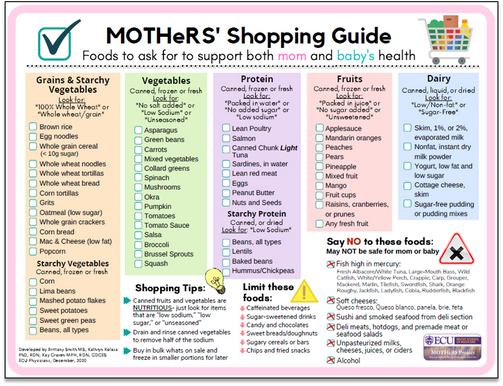 MOTHeRS' Shopping Guide
Foods to ask for to support both mom and baby's health
Grains & Starchy
Vegetables
Look for:
"100% Whole Wheat" or
"Whole wheat/grain"
Brown rice
Egg noodles
Whole grain cereal
(< 10g sugar)
Whole wheat noodles
Whole wheat tortillas
Whole wheat bread
Corn tortillas
Grits
Oatmeal (low sugar)
Whole grain crackers
Corn bread
Mac & Cheese (low fat)
Popcorn
Starchy Vegetables
Canned, frozen or fresh
Corn
Lima beans
Mashed potato flakes
Sweet potatoes
Sweet green peas
Beans, all types
Vegetables
Canned, frozen or fresh
Look for:
"No salt added" or
"Low Sodium" or
"Unseasoned"
Asparagus
Green beans
Carrots
Mixed vegetables
Collard greens
Spinach
Mushrooms
Okra
Pumpkin
Tomatoes
Tomato Sauce
Salsa
Broccoli
Brussel Sprouts
Squash
Protein
Canned, frozen or fresh
Look for:
"Packed in water" or
"No added sugar" or
"Low sodium"
Lean Poultry
Salmon
Canned Chunk Light
Tuna
Sardines, in water
Lean red meat
Eggs
Peanut Butter
Nuts and Seeds
Starchy Protein
Canned, or dried
Look for: "Low Sodium"
Beans, all types
Lentils
Baked beans
Hummus/Chickpeas
Fruits
Canned, frozen or fresh
Look for:
"Packed in juice" or
"No sugar added" or
"Unsweetened"
Applesauce
Mandarin oranges
Peaches
Pears
Pineapple
Mixed fruit
Mango
Fruit cups
Raisins, cranberries,
or prunes
Any fresh fruit
Dairy
Canned, liquid, or dried
Look for:
"Low/Non-fat" or
"Sugar-Free"
Skim, 1%, or 2%,
evaporated milk
Nonfat, instant dry
milk powder
Yogurt, low fat and
low sugar
Cottage cheese,
skim
Sugar-free pudding
or pudding mixes
Shopping Tips:
Canned fruits and vegetables are
NUTRITIOUS- just look for items
that are "low sodium," "low
sugar," or "unseasoned"
Drain and rinse canned vegetables
to remove half of the sodium
Buy in bulk whats on sale and
freeze in smaller portions for later
Limit these
foods:
Caffeinated beverages
Sugar-sweetened drinks
Candy and chocolates
Sweet breads/doughnuts
Sugary cereals or bars
Chips and fried snacks
Say NO to these foods:
May NOT be safe for mom or baby
Fish high in mercury:
Fresh Albacore/White Tuna, Large-Mouth Bass, Wild
Catfish, White/Yellow Perch, Crappie, Carp, Grouper,
Mackerel, Marlin, Tilefish, Swordfish, Shark, Orange
Roughy, Jackfish, Ladyfish, Cobia, Rudderfish, Blackfish
Soft cheeses:
Queso fresco, Queso blanco, panela, brie, feta
Sushi and smoked seafood from deli section
Deli meats, hotdogs, and premade meat or
seafood salads
Unpasteurized milks,
cheeses, juices, or ciders
Alcohol
ECU
MOTHeRS Project
Developed by Brittany Smith MS, Kathryn Kolasa
PhD, RDN, Kay Craven MPH, RDN, CDCES
ECU Physicians, December, 2020